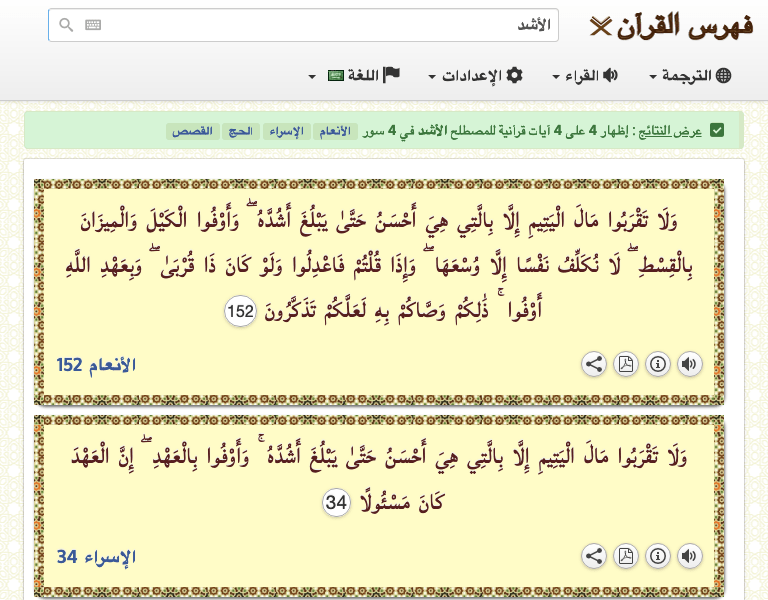 فهرس القرآن
الأشد
الترجمة
القراء
الإعدادات
اللغة
عرض النتائج : إظهار 4 على 4 آيات قرآنية للمصطلح الأشد في 4 سور الأنعام الإسراء الحج القصص
وَلَا تَقْرَبُوا مَالَ الْيَتِيمِ إِلَّا بِالَّتِي هِيَ أَحْسَنُ حَتَّىٰ يَبْلُغَ أَشُدَّهُ ۖ وَأَوْفُوا الْكَيْلَ وَالْمِيزَانَ
بِالْقِسْطِ ۖ لَا نُكَلِّفُ نَفْسًا إِلَّا وُسْعَهَا ۖ وَإِذَا قُلْتُمْ فَاعْدِلُوا وَلَوْ كَانَ ذَا قُرْبَىٰ ۖ وَبِعَهْدِ اللَّهِ
أَوْفُوا ۚ ذَٰلِكُمْ وَصَّاكُمْ بِهِ لَعَلَّكُمْ تَذَكَّرُونَ 152
الأنعام 152
وَلَا تَقْرَبُوا مَالَ الْيَتِيمِ إِلَّا بِالَّتِي هِيَ أَحْسَنُ حَتَّىٰ يَبْلُغَ أَشُدَّهُ ۚ وَأَوْفُوا بِالْعَهْدِ ۖ إِنَّ الْعَهْدَ
كَانَ مَسْئُولًا 34
الإسراء 34